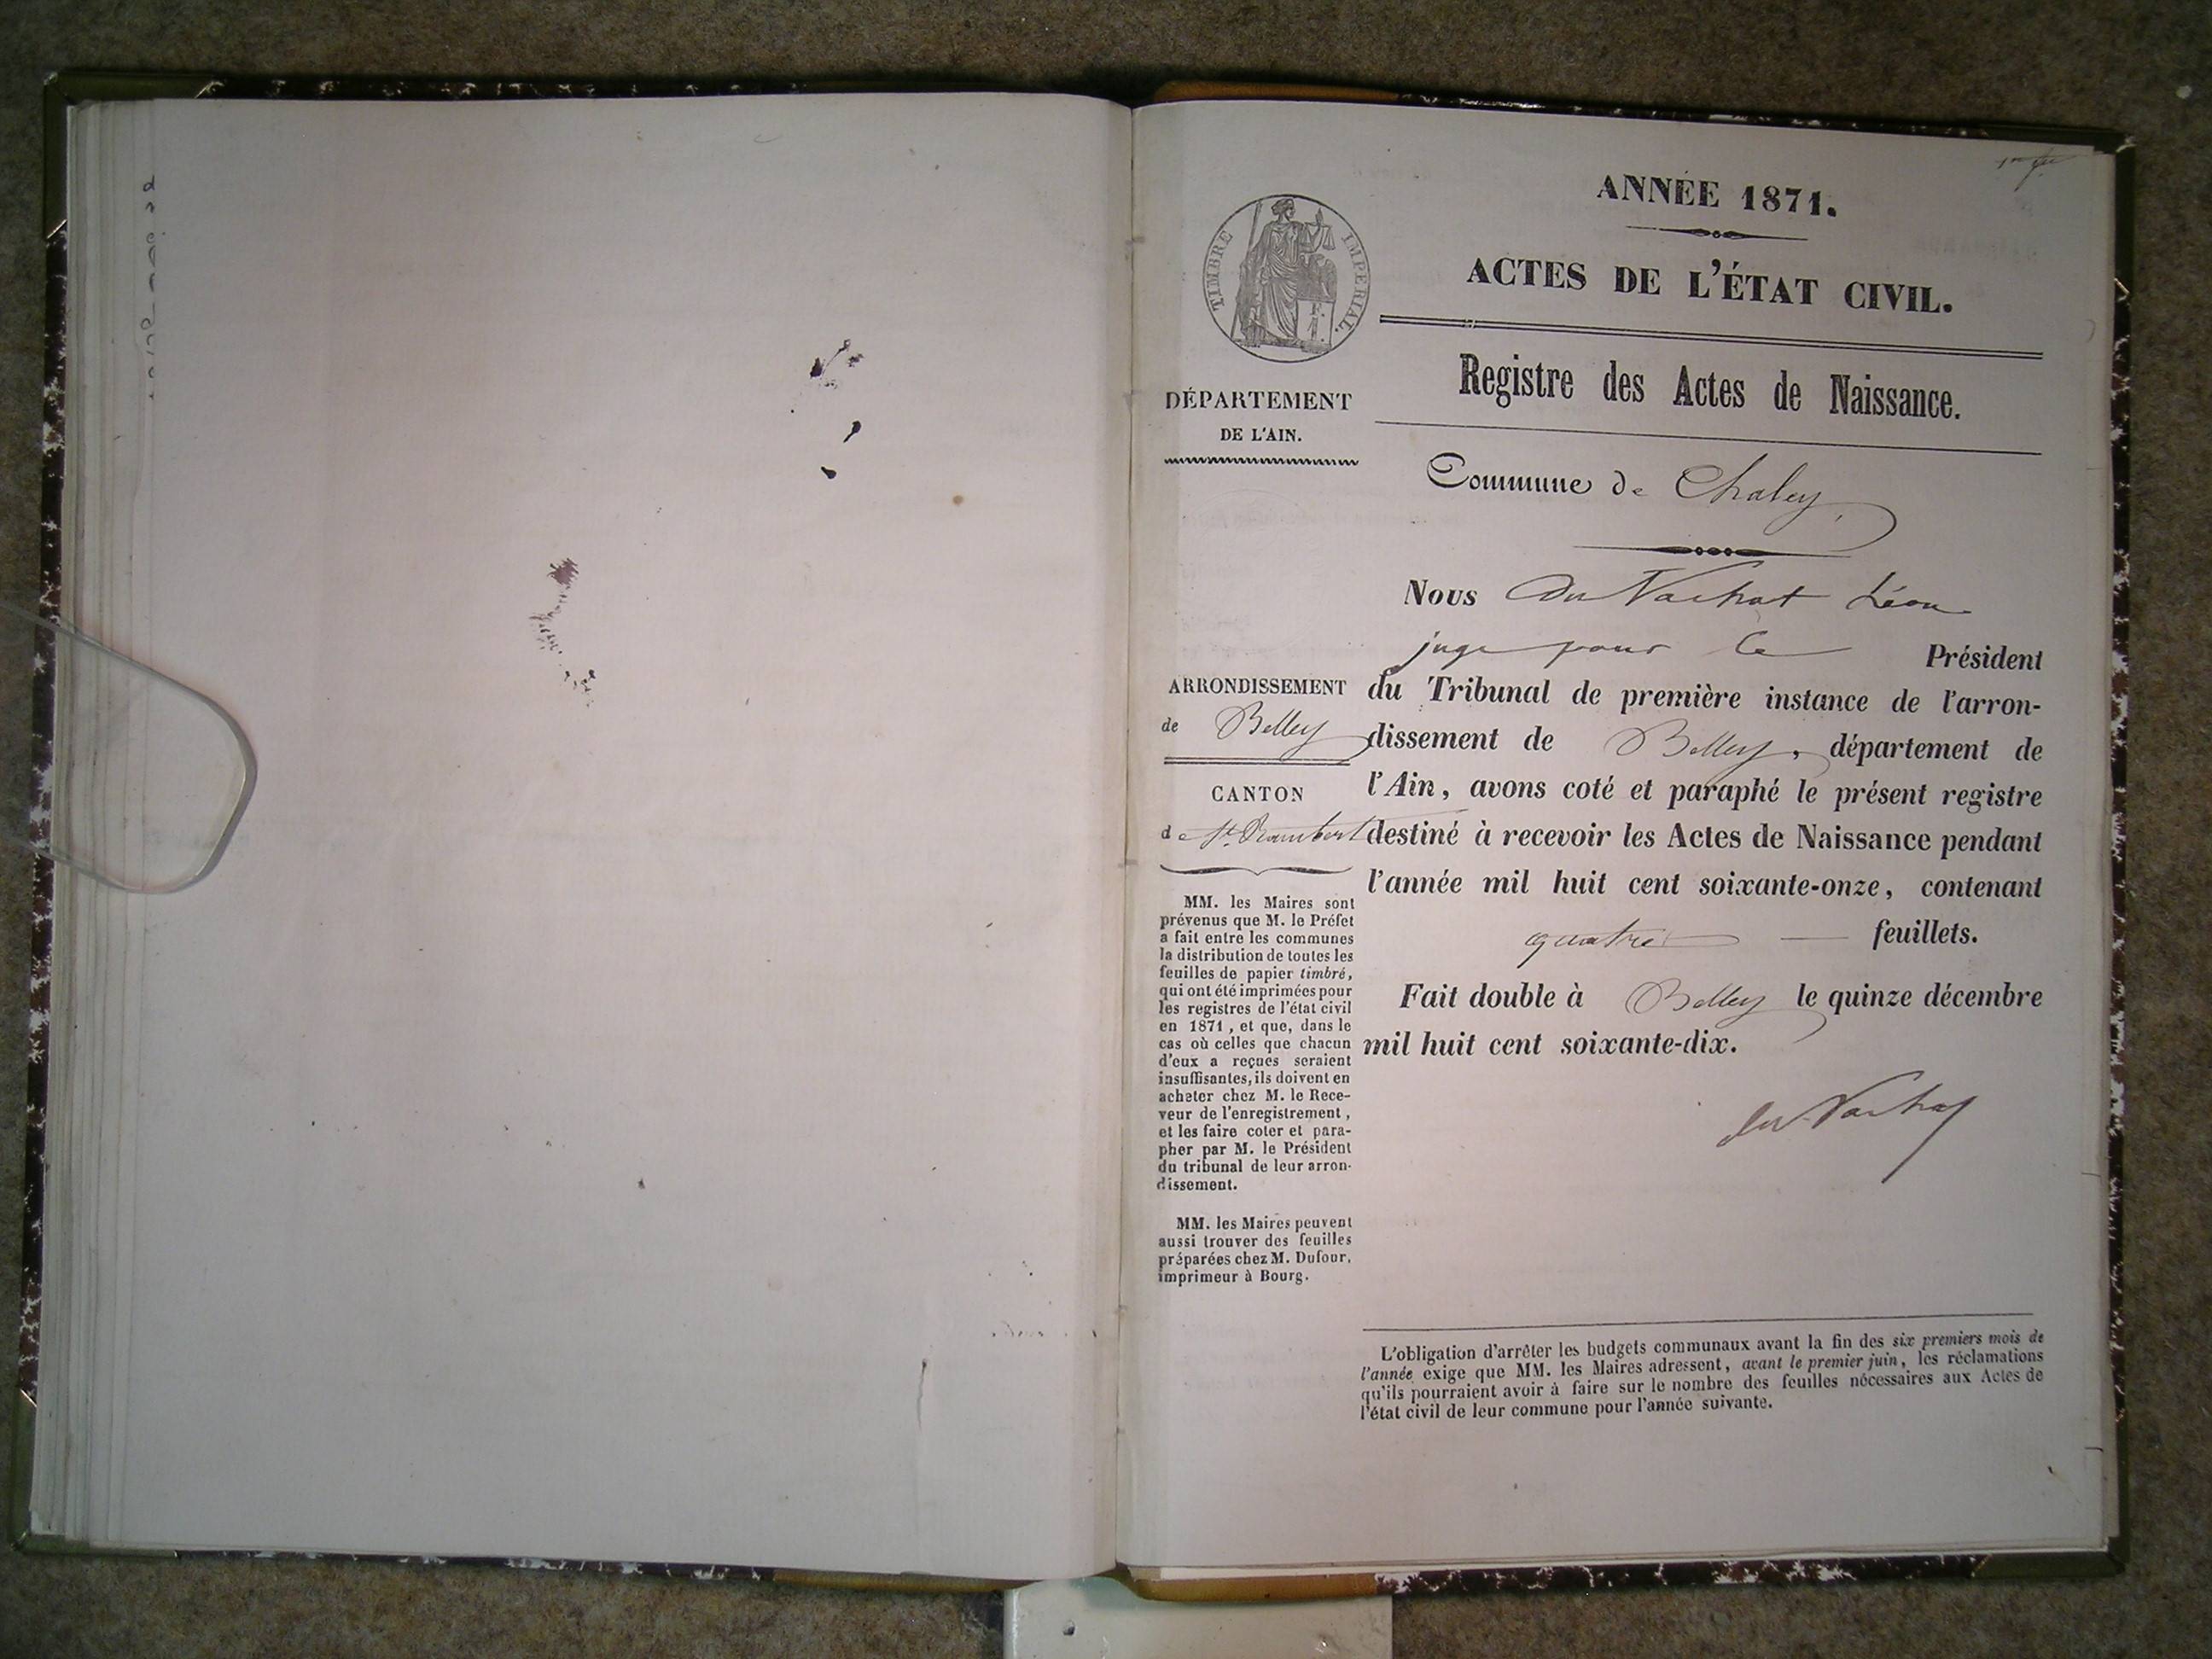 ANNÉE 1871.
ACTES DE L'ÉTAT CIVIL.
TIMBRE IMPERIAL.
Registre des Actes de Naissance.
DÉPARTEMENT
DE L'AIN.
Commune de Chaley
Nous du Vachat Léon
juge pour le Président
du Tribunal de première instance de l'arron-
dissement de Belley, département de
l'Ain, avons coté et paraphé le présent registre
destiné à recevoir les Actes de Naissance pendant
l'année mil huit cent soixante-onze, contenant
quatre — feuillets.
Fait double à Belley le quinze décembre
mil huit cent soixante-dix.
du Vachat
ARRONDISSEMENT
de Belley
CANTON
de St. Rambert
MM. les Maires sont
prévenus que M. le Préfet
a fait entre les communes
la distribution de toutes les
feuilles de papier timbré,
qui ont été imprimées pour
les registres de l'état civil
en 1871, et que, dans le
cas où celles que chacun
d'eux a reçues seraient
insuffisantes, ils doivent en
acheter chez M. le Rece-
veur de l'enregistrement,
et les faire coter et para-
pher par M. le Président
du tribunal de leur arron-
dissement.
MM. les Maires peuvent
aussi trouver des feuilles
préparées chez M. Dufour,
imprimeur à Bourg.
L'obligation d'arrêter les budgets communaux avant la fin des six premiers mois de
l'année exige que MM. les Maires adressent, avant le premier juin, les réclamations
qu'ils pourraient avoir à faire sur le nombre des feuilles nécessaires aux Actes de
l'état civil de leur commune pour l'année suivante.